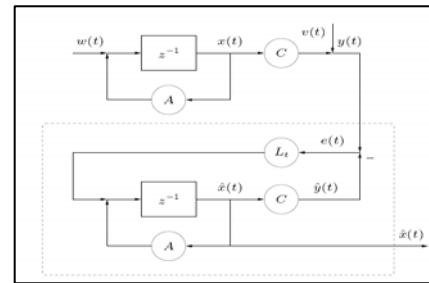 w(t) z⁻¹ x(t) C v(t) y(t)
A
L_t e(t)
−
z⁻¹ x̂(t) C ŷ(t)
A x̂(t)